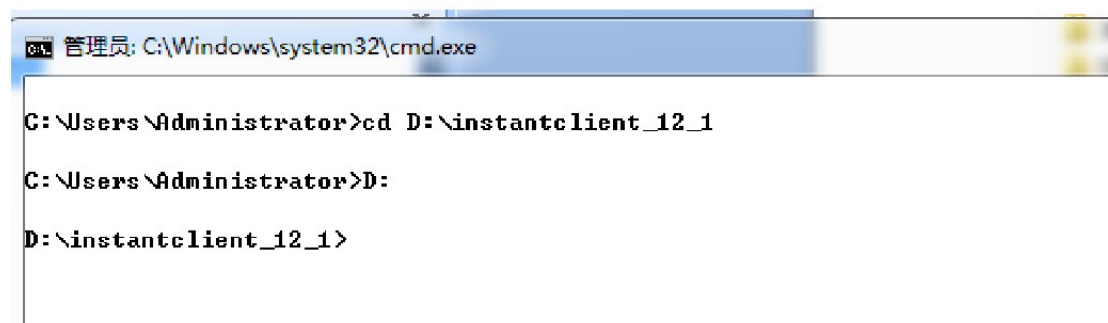 管理员: C:\Windows\system32\cmd.exe
C:\Users\Administrator>cd D:\instantclient_12_1
C:\Users\Administrator>D:
D:\instantclient_12_1>